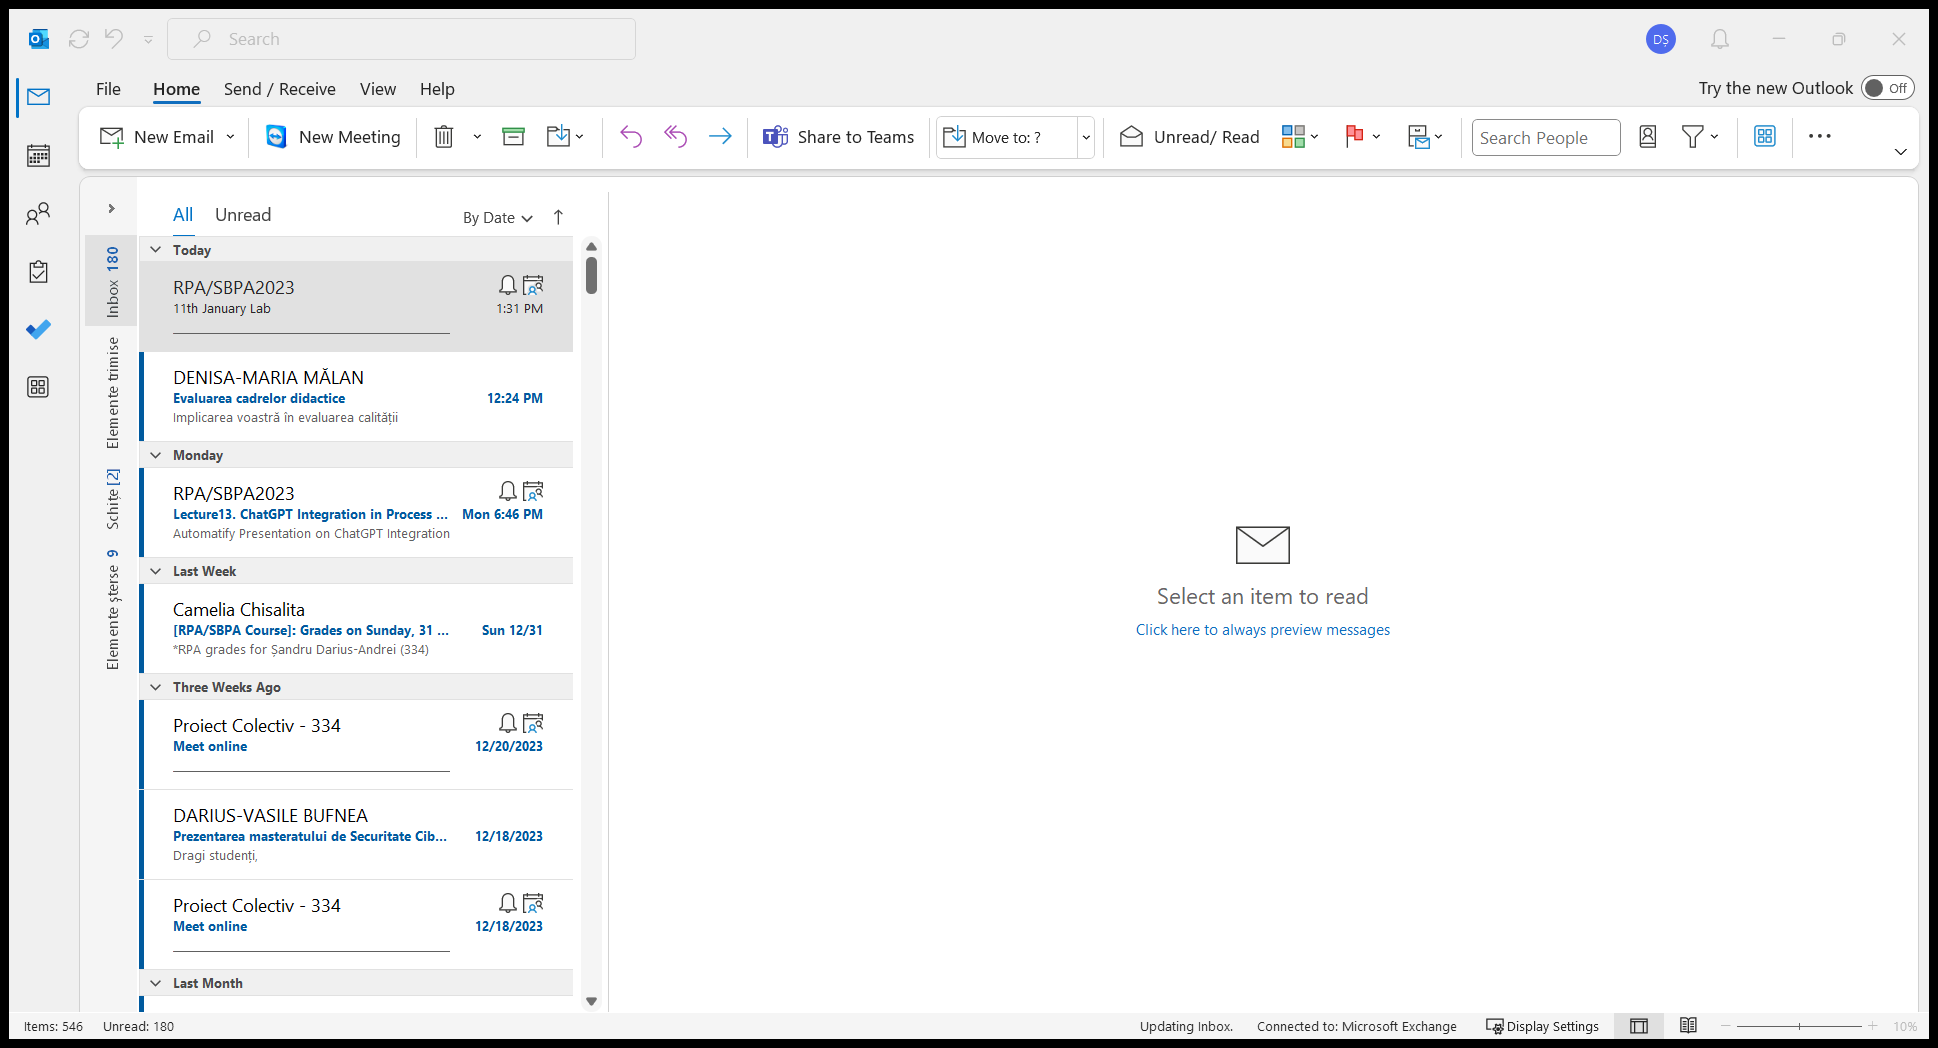 Search
DȘ
File Home Send / Receive View Help
Try the new Outlook Off
New Email New Meeting Share to Teams Move to: ? Unread/ Read Search People
All Unread By Date
Inbox 180
Elemente trimise
Schițe [2]
Elemente șterse 9
Today
RPA/SBPA2023
11th January Lab 1:31 PM
DENISA-MARIA MĂLAN
Evaluarea cadrelor didactice 12:24 PM
Implicarea voastră în evaluarea calității
Monday
RPA/SBPA2023
Lecture13. ChatGPT Integration in Process ... Mon 6:46 PM
Automatify Presentation on ChatGPT Integration
Last Week
Camelia Chisalita
[RPA/SBPA Course]: Grades on Sunday, 31 ... Sun 12/31
*RPA grades for Șandru Darius-Andrei (334)
Three Weeks Ago
Proiect Colectiv - 334
Meet online 12/20/2023
DARIUS-VASILE BUFNEA
Prezentarea masteratului de Securitate Cib... 12/18/2023
Dragi studenți,
Proiect Colectiv - 334
Meet online 12/18/2023
Last Month
Select an item to read
Click here to always preview messages
Items: 546 Unread: 180 Updating Inbox. Connected to: Microsoft Exchange Display Settings 10%